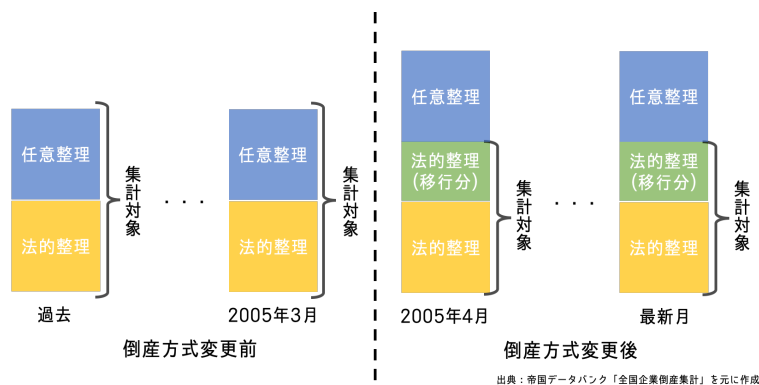 任意整理
法的整理
集計対象
過去
・・・
任意整理
法的整理
集計対象
2005年3月
倒産方式変更前
任意整理
法的整理
(移行分)
法的整理
集計対象
2005年4月
・・・
任意整理
法的整理
(移行分)
法的整理
集計対象
最新月
倒産方式変更後
出典：帝国データバンク「全国企業倒産集計」を元に作成